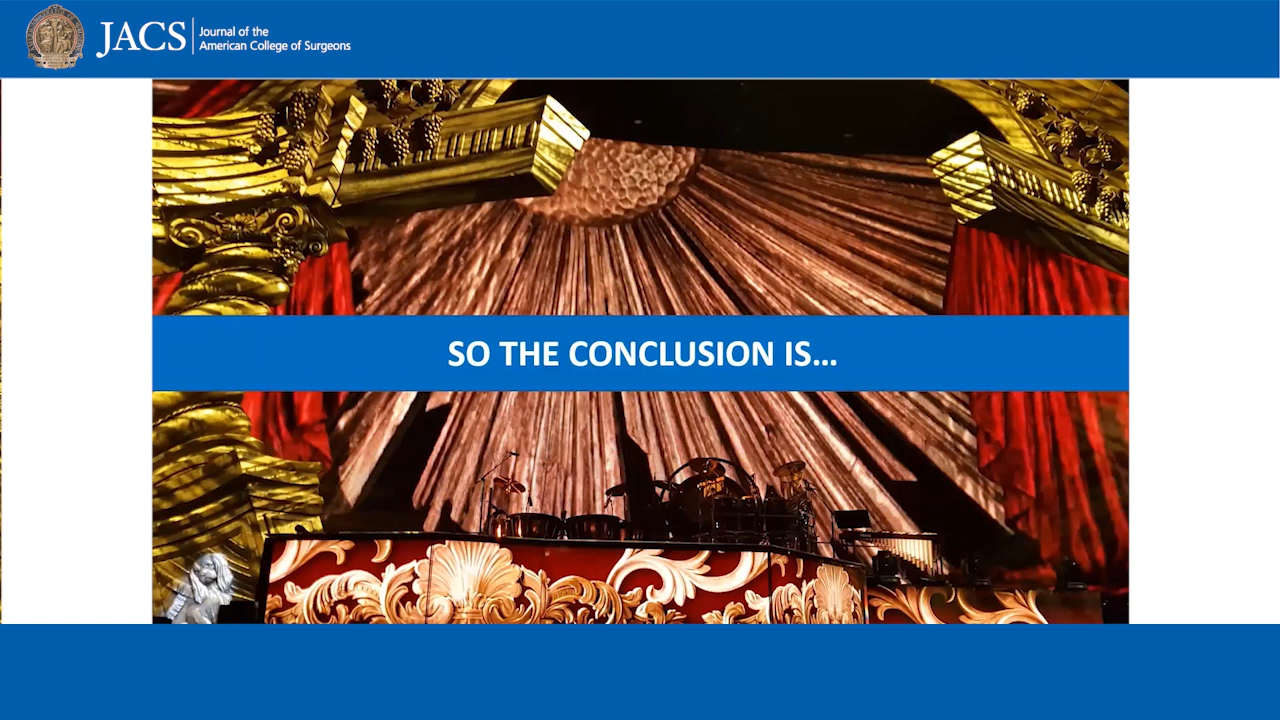 JACS
Journal of the
American College of Surgeons
SO THE CONCLUSION IS...